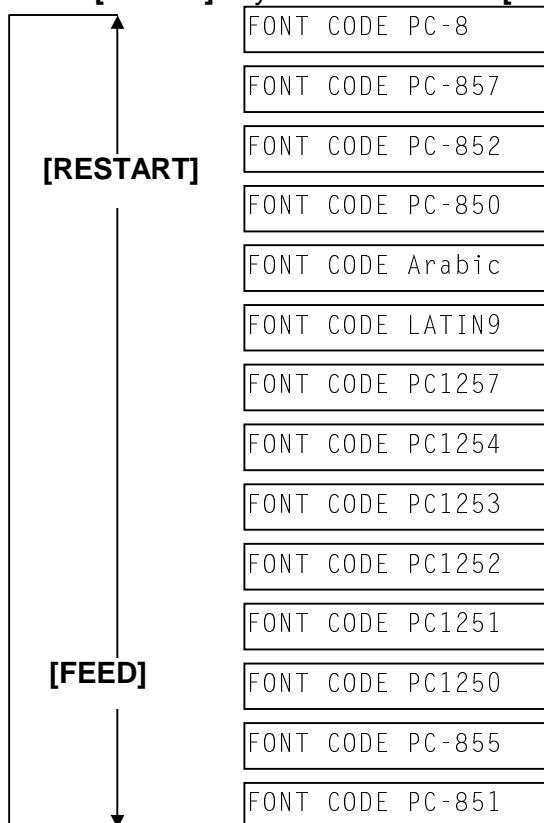 FONT CODE PC-8
FONT CODE PC-857
FONT CODE PC-852
[RESTART]
FONT CODE PC-850
FONT CODE Arabic
FONT CODE LATIN9
FONT CODE PC1257
FONT CODE PC1254
FONT CODE PC1253
FONT CODE PC1252
FONT CODE PC1251
[FEED]
FONT CODE PC1250
FONT CODE PC-855
FONT CODE PC-851